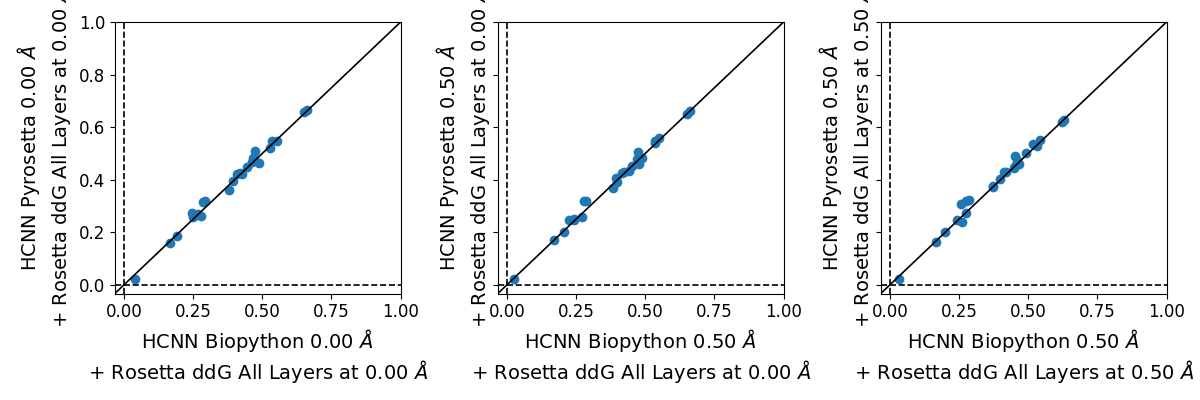 HCNN Pyrosetta 0.00 Å
+ Rosetta ddG All Layers at 0.00
1.0
0.8
0.6
0.4
0.2
0.0
0.00 0.25 0.50 0.75 1.00
HCNN Biopython 0.00 Å
+ Rosetta ddG All Layers at 0.00 Å
HCNN Pyrosetta 0.50 Å
+ Rosetta ddG All Layers at 0.00
0.00 0.25 0.50 0.75 1.00
HCNN Biopython 0.50 Å
+ Rosetta ddG All Layers at 0.00 Å
HCNN Pyrosetta 0.50 Å
+ Rosetta ddG All Layers at 0.50
0.00 0.25 0.50 0.75 1.00
HCNN Biopython 0.50 Å
+ Rosetta ddG All Layers at 0.50 Å